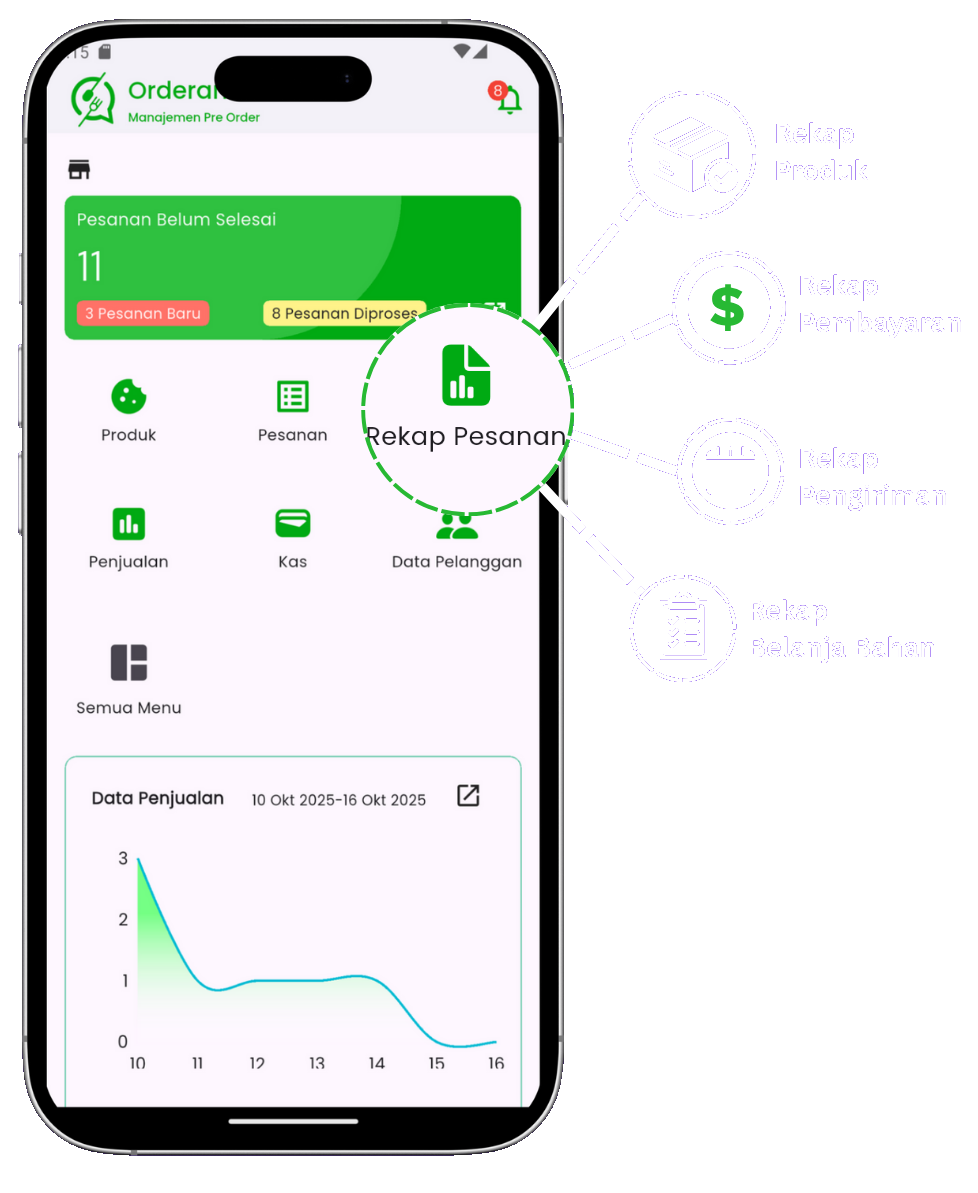 15
8
Manajemen Pre Order
Pesanan Belum Selesai
11
3 Pesanan Baru
8 Pesanan Diproses
Produk
Pesanan
Rekap Pesanan
Penjualan
Kas
Data Pelanggan
Semua Menu
Data Penjualan
10 Okt 2025-16 Okt 2025
3
2
1
0
10 11 12 13 14 15 16
Rekap
Produk
$
Rekap
Pembayaran
Rekap
Pengiriman
Rekap
Belanja Bahan